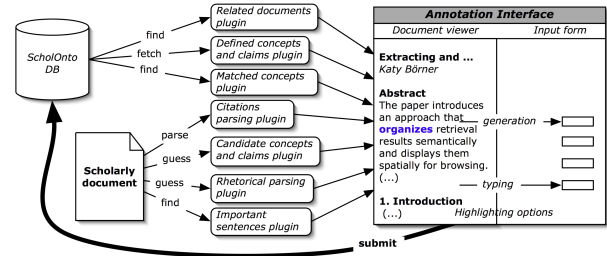 Related documents
plugin
Defined concepts
and claims plugin
Matched concepts
plugin
Citations
parsing plugin
Candidate concepts
and claims plugin
Rhetorical parsing
plugin
Important
sentences plugin
ScholOnto
DB
find
fetch
find
Scholarly
document
parse
guess
guess
find
Annotation Interface
Document viewer
Input form
Extracting and ...
Katy Börner
Abstract
The paper introduces
an approach that
organizes retrieval
results semantically
and displays them
spatially for browsing.
(...)
1. Introduction
(...)
generation
typing
Highlighting options
submit